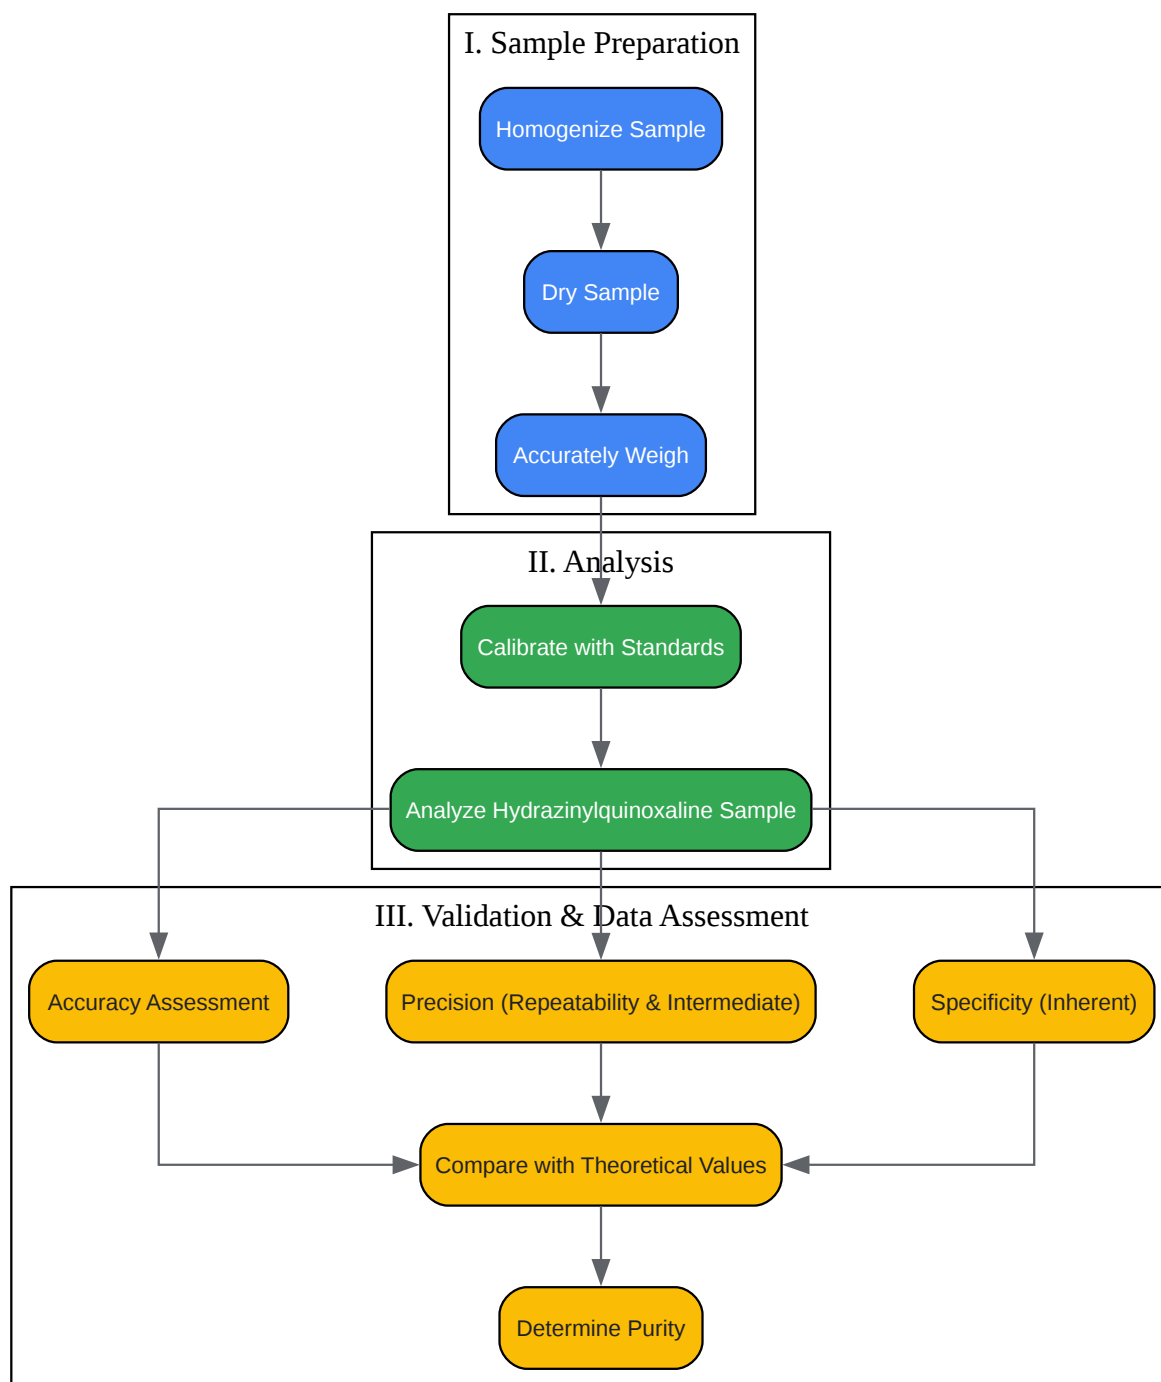 I. Sample Preparation
Homogenize Sample
Dry Sample
Accurately Weigh
II. Analysis
Calibrate with Standards
Analyze Hydrazinylquinoxaline Sample
III. Validation & Data Assessment
Accuracy Assessment
Precision (Repeatability & Intermediate)
Specificity (Inherent)
Compare with Theoretical Values
Determine Purity